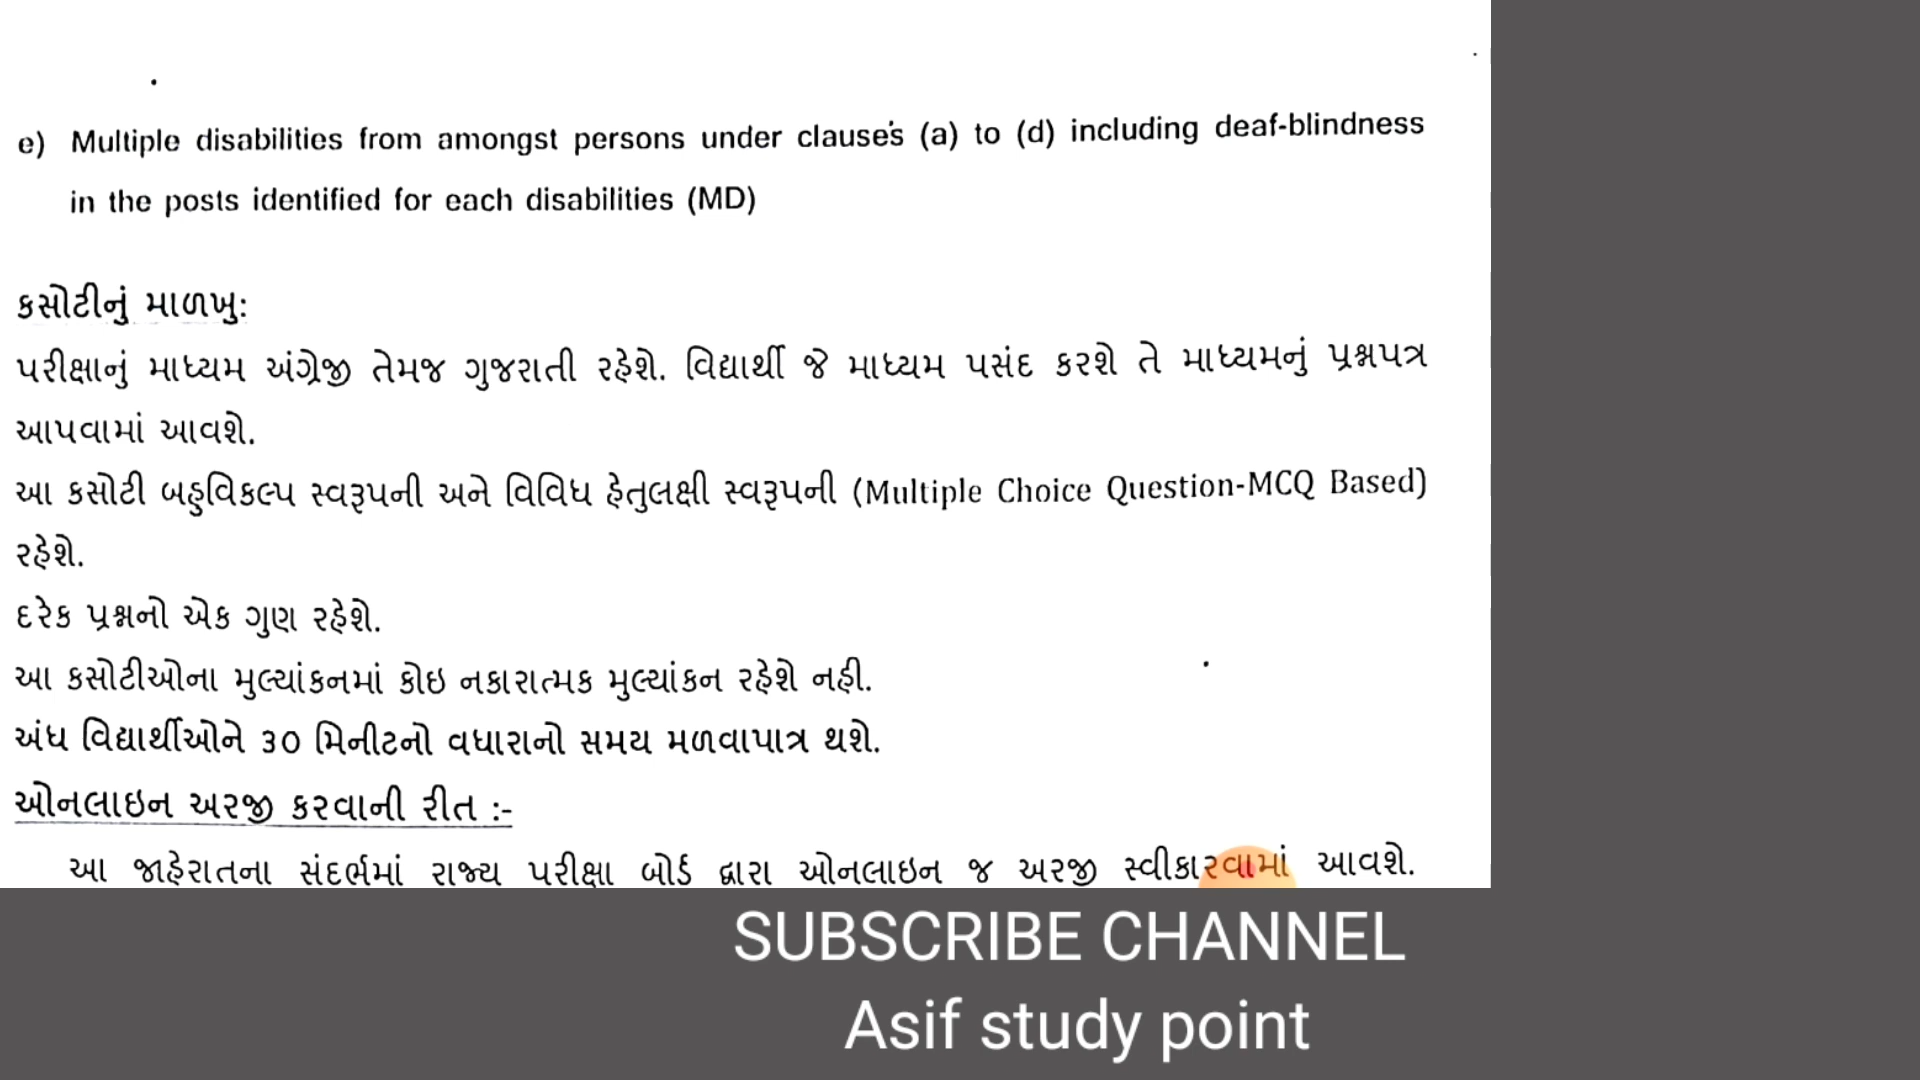 e) Multiple disabilities from amongst persons under clauses (a) to (d) including deaf-blindness
in the posts identified for each disabilities (MD)
કસોટીનું માળખુ:
પરીક્ષાનું માધ્યમ અંગ્રેજી તેમજ ગુજરાતી રહેશે. વિદ્યાર્થી જે માધ્યમ પસંદ કરશે તે માધ્યમનું પ્રશ્નપત્ર
આપવામાં આવશે.
આ કસોટી બહુવિકલ્પ સ્વરૂપની અને વિવિધ હેતુલક્ષી સ્વરૂપની (Multiple Choice Question-MCQ Based)
રહેશે.
દરેક પ્રશ્નનો એક ગુણ રહેશે.
આ કસોટીઓના મુલ્યાંકનમાં કોઇ નકારાત્મક મુલ્યાંકન રહેશે નહી.
અંધ વિદ્યાર્થીઓને ૩૦ મિનીટનો વધારાનો સમય મળવાપાત્ર થશે.
ઓનલાઇન અરજી કરવાની રીત :-
આ જાહેરાતના સંદર્ભમાં રાજ્ય પરીક્ષા બોર્ડ દ્વારા ઓનલાઇન જ અરજી સ્વીકારવામાં આવશે.
SUBSCRIBE CHANNEL
Asif study point